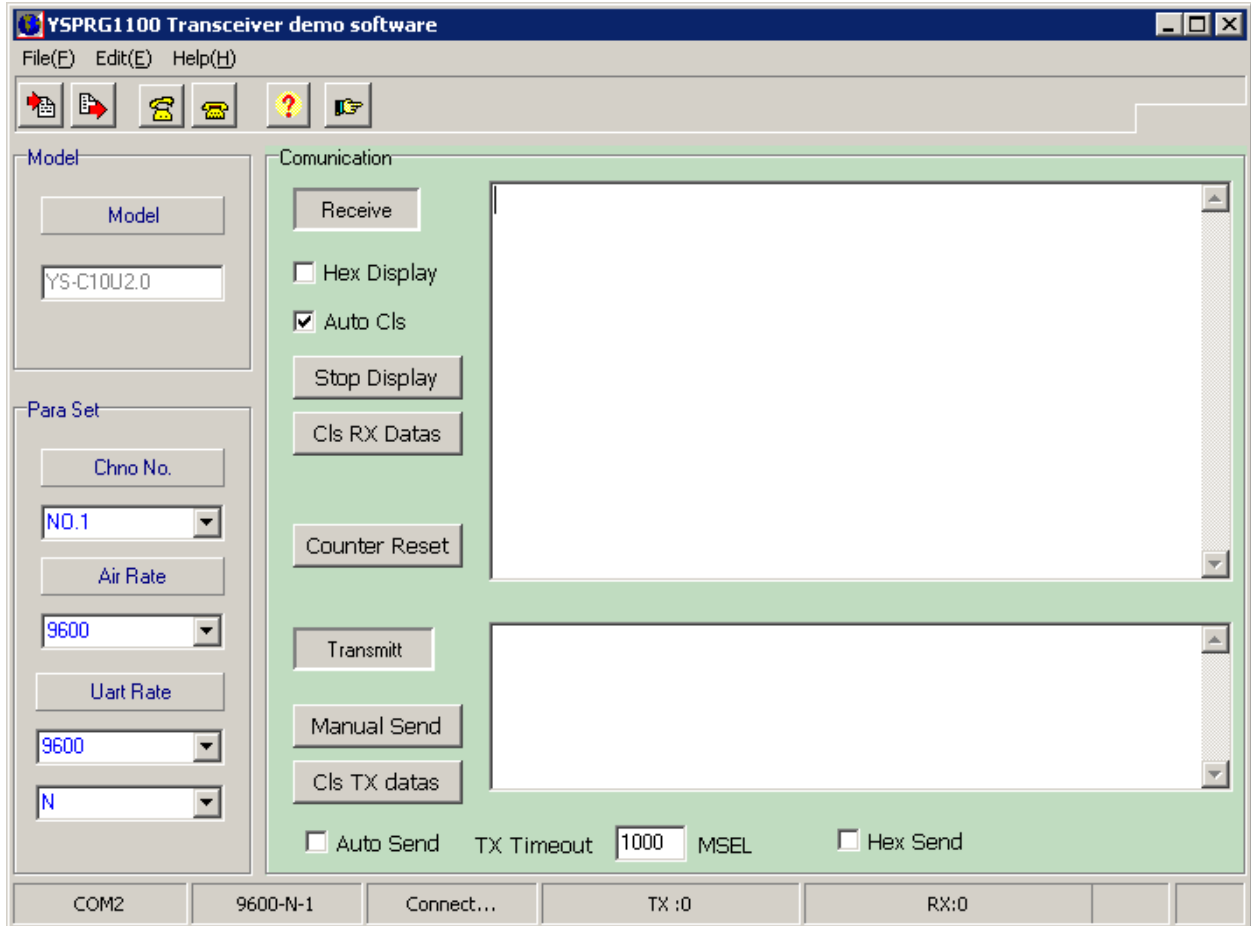 YSPRG1100 Transceiver demo software
File(F) Edit(E) Help(H)
Model
Model
YS-C10U2.0
Para Set
Chno No.
NO.1
Air Rate
9600
Uart Rate
9600
N
Comunication
Receive
Hex Display
Auto Cls
Stop Display
Cls RX Datas
Counter Reset
Transmitt
Manual Send
Cls TX datas
Auto Send TX Timeout 1000 MSEL Hex Send
COM2 9600-N-1 Connect... TX :0 RX:0